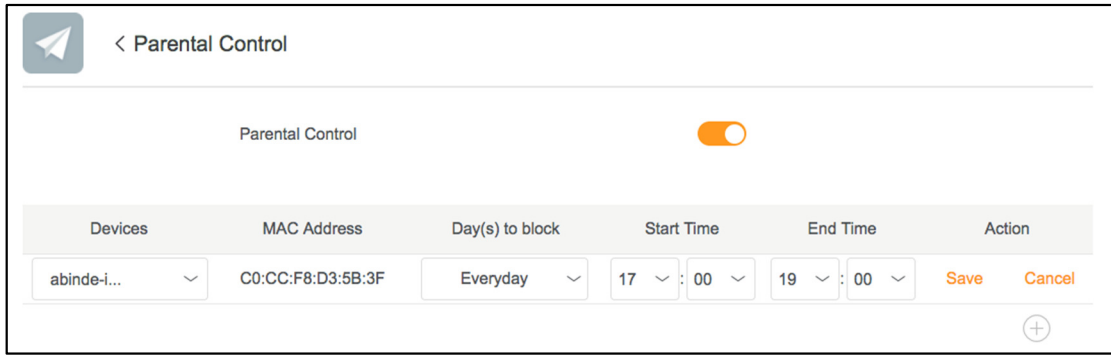 < Parental Control
Parental Control
Devices MAC Address Day(s) to block Start Time End Time Action
abinde-i... C0:CC:F8:D3:5B:3F Everyday 17 : 00 19 : 00 Save Cancel